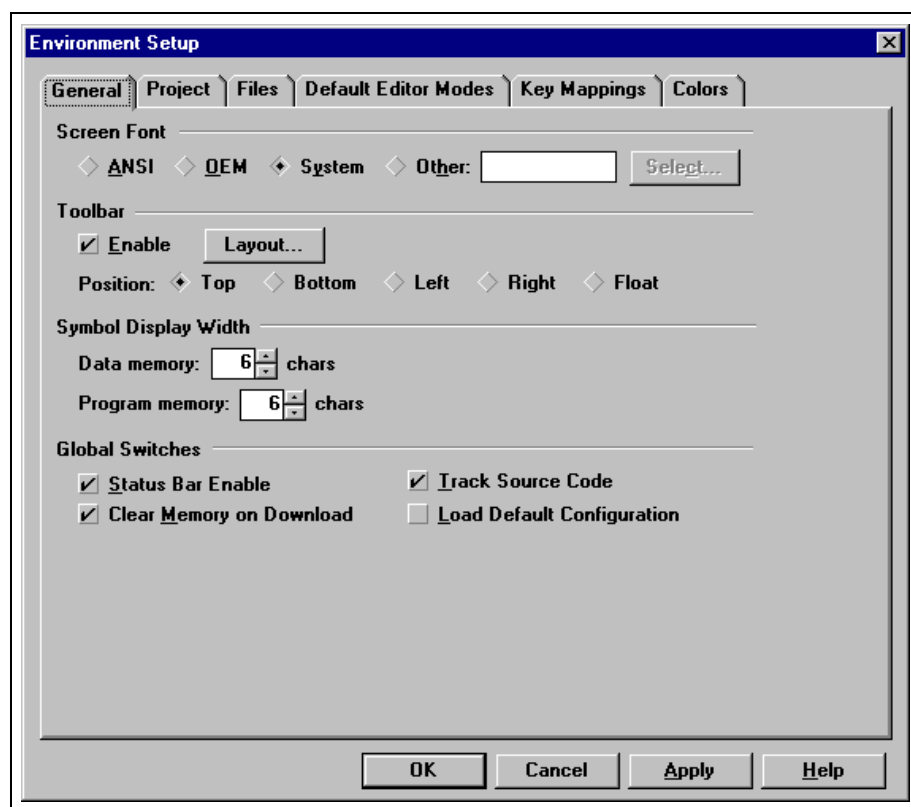 Environment Setup
General Project Files Default Editor Modes Key Mappings Colors
Screen Font
ANSI OEM System Other: Select...
Toolbar
Enable Layout...
Position: Top Bottom Left Right Float
Symbol Display Width
Data memory: 6 chars
Program memory: 6 chars
Global Switches
Status Bar Enable Track Source Code
Clear Memory on Download Load Default Configuration
OK Cancel Apply Help